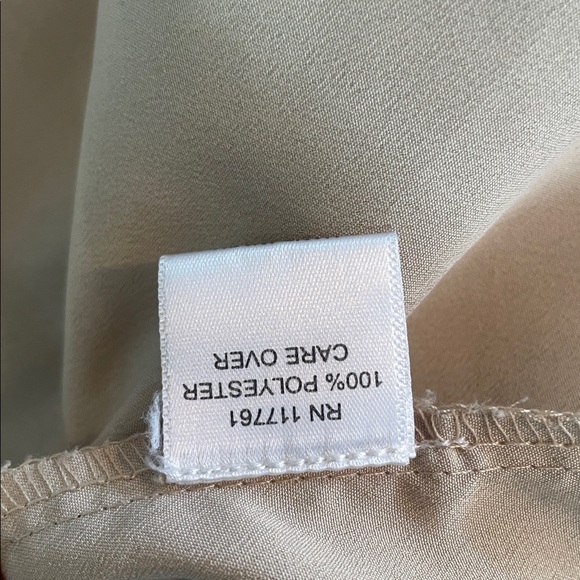 RN 117761
100% POLYESTER
CARE OVER